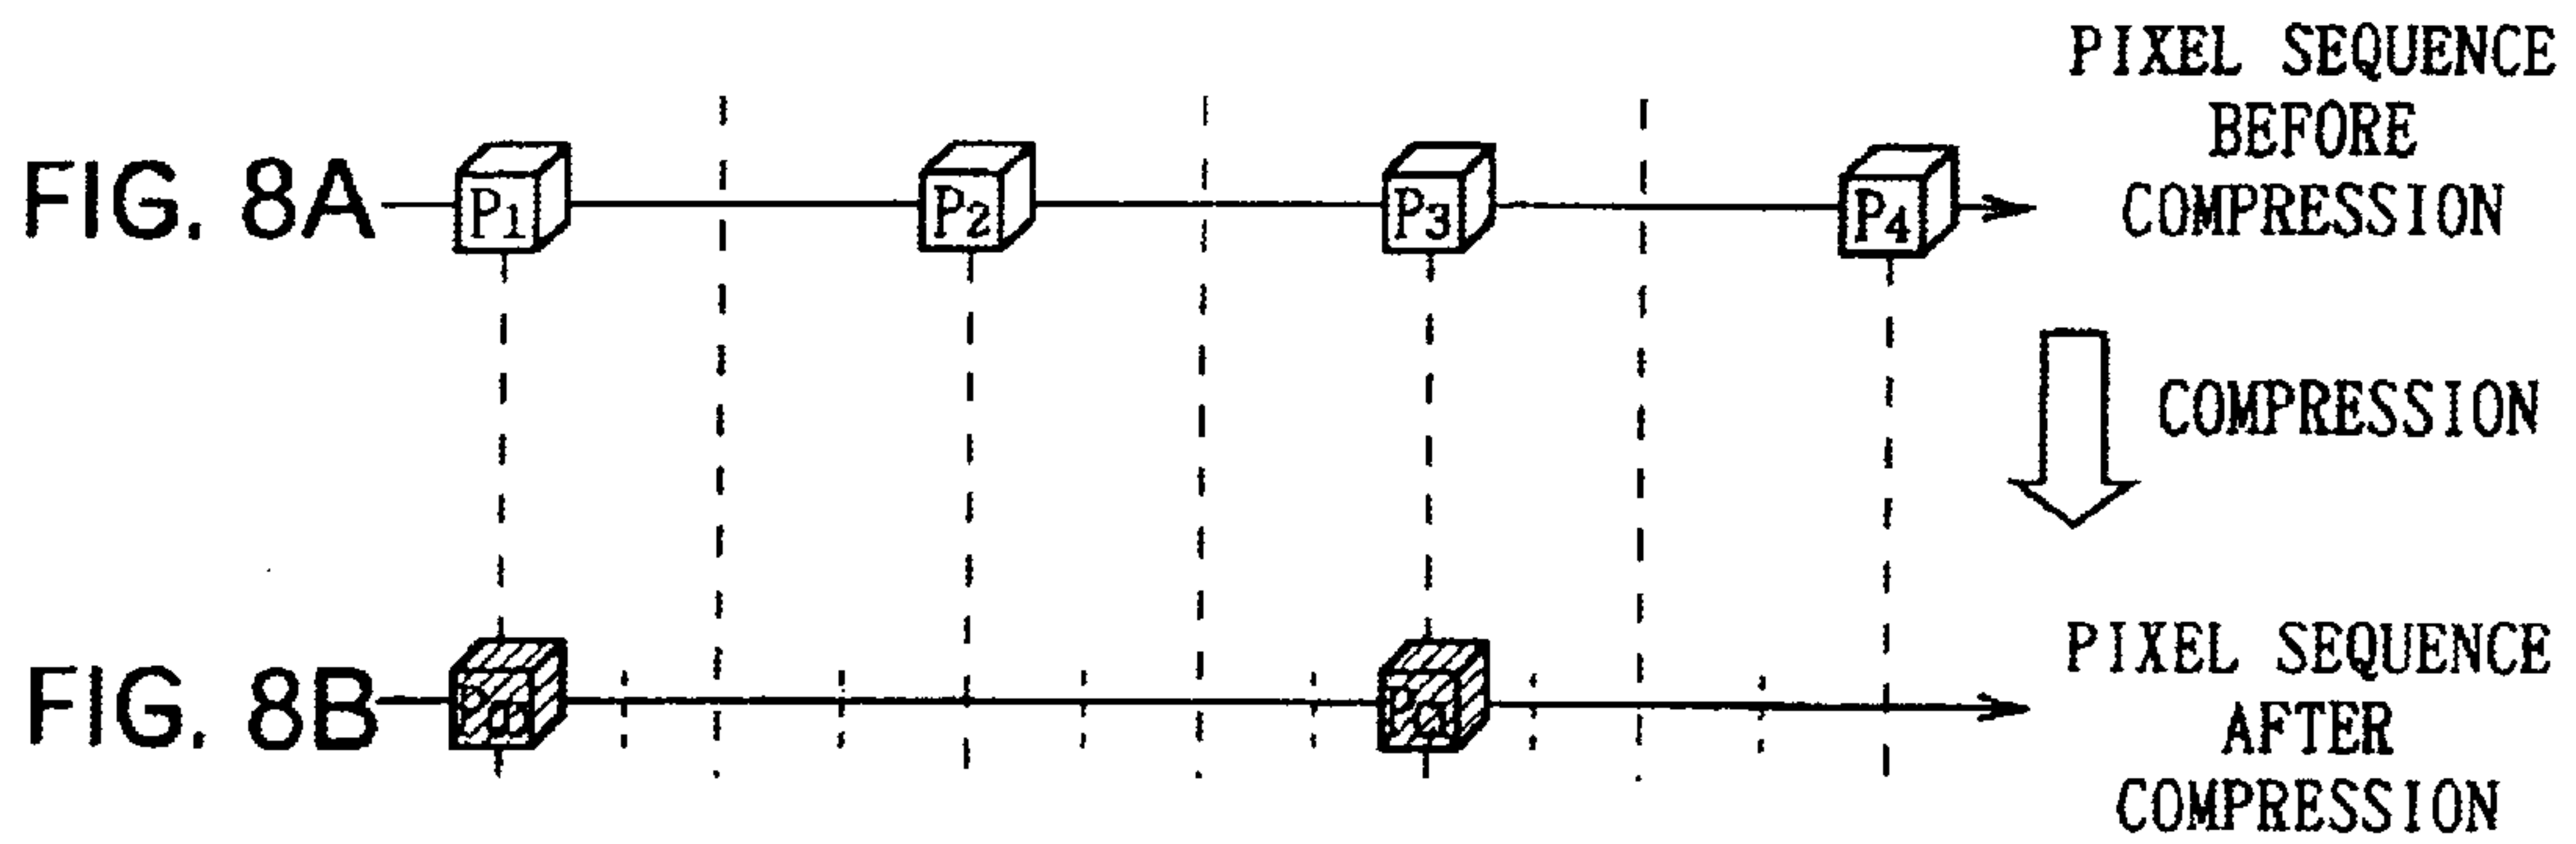 PIXEL SEQUENCE
BEFORE
COMPRESSION
FIG. 8A
P1
P2
P3
P4
COMPRESSION
FIG. 8B
PIXEL SEQUENCE
AFTER
COMPRESSION